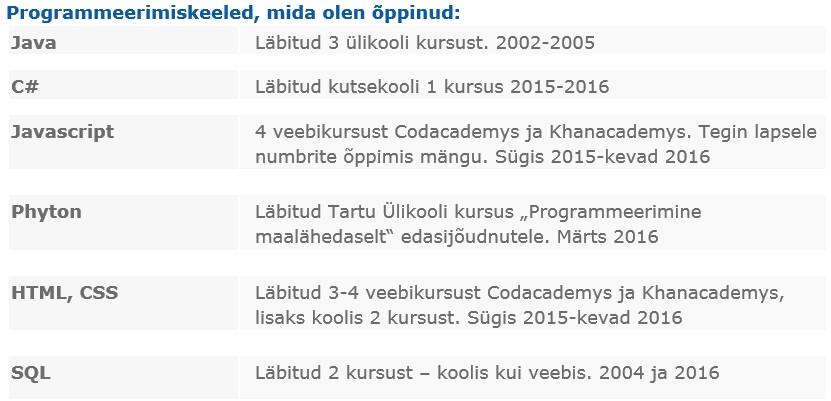 Programmeerimiskeeled, mida olen õppinud:
Java Läbitud 3 ülikooli kursust. 2002-2005
C# Läbitud kutsekooli 1 kursus 2015-2016
Javascript 4 veebikursust Codacademys ja Khanacademys. Tegin lapsele
numbrite õppimis mängu. Sügis 2015-kevad 2016
Phyton Läbitud Tartu Ülikooli kursus „Programmeerimine
maalähedaselt“ edasijõudnutele. Märts 2016
HTML, CSS Läbitud 3-4 veebikursust Codacademys ja Khanacademys,
lisaks koolis 2 kursust. Sügis 2015-kevad 2016
SQL Läbitud 2 kursust – koolis kui veebis. 2004 ja 2016